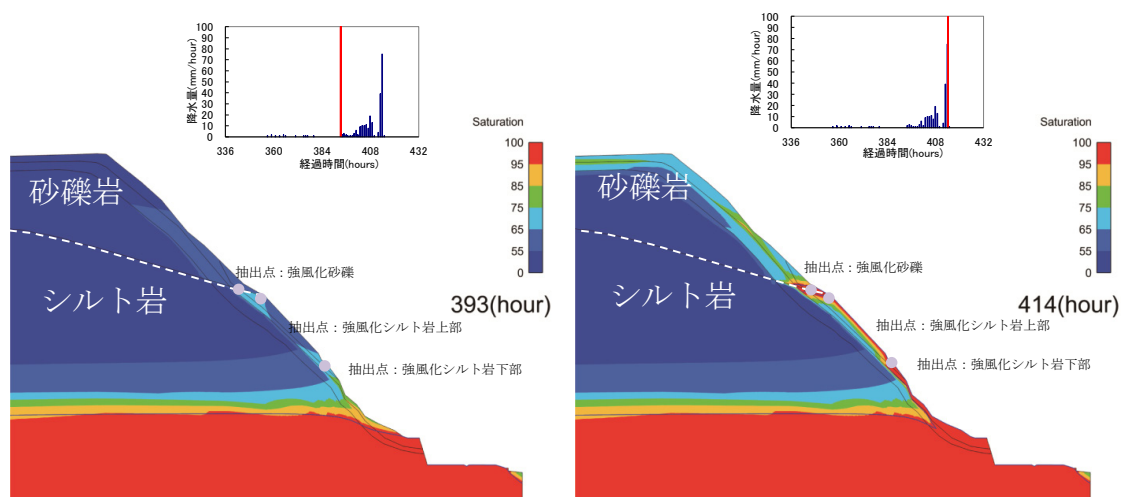 降水量(mm/hour)
100
90
80
70
60
50
40
30
20
10
0
336
360
384
408
432
経過時間(hours)
Saturation
100
95
85
75
65
55
0
砂礫岩
シルト岩
抽出点：強風化砂礫
393(hour)
抽出点：強風化シルト岩上部
抽出点：強風化シルト岩下部
降水量(mm/hour)
100
90
80
70
60
50
40
30
20
10
0
336
360
384
408
432
経過時間(hours)
Saturation
100
95
85
75
65
55
0
砂礫岩
シルト岩
抽出点：強風化砂礫
414(hour)
抽出点：強風化シルト岩上部
抽出点：強風化シルト岩下部